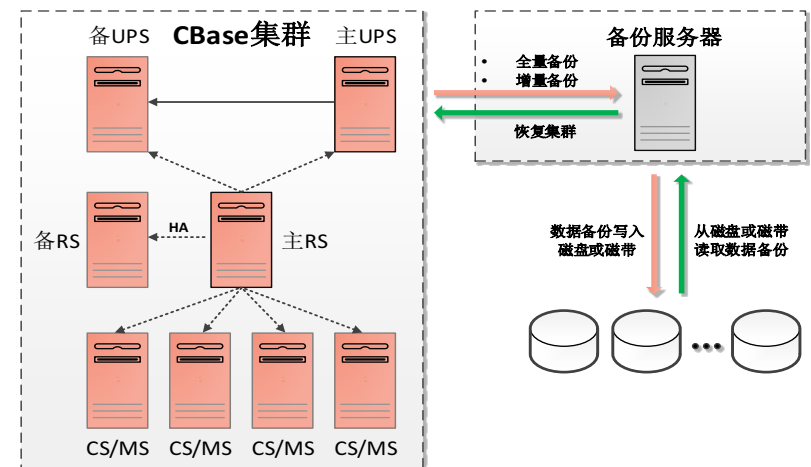 备UPS
CBase集群
主UPS
备RS
HA
主RS
CS/MS
CS/MS
CS/MS
CS/MS
备份服务器
• 全量备份
• 增量备份
恢复集群
数据备份写入
磁盘或磁带
从磁盘或磁带
读取数据备份